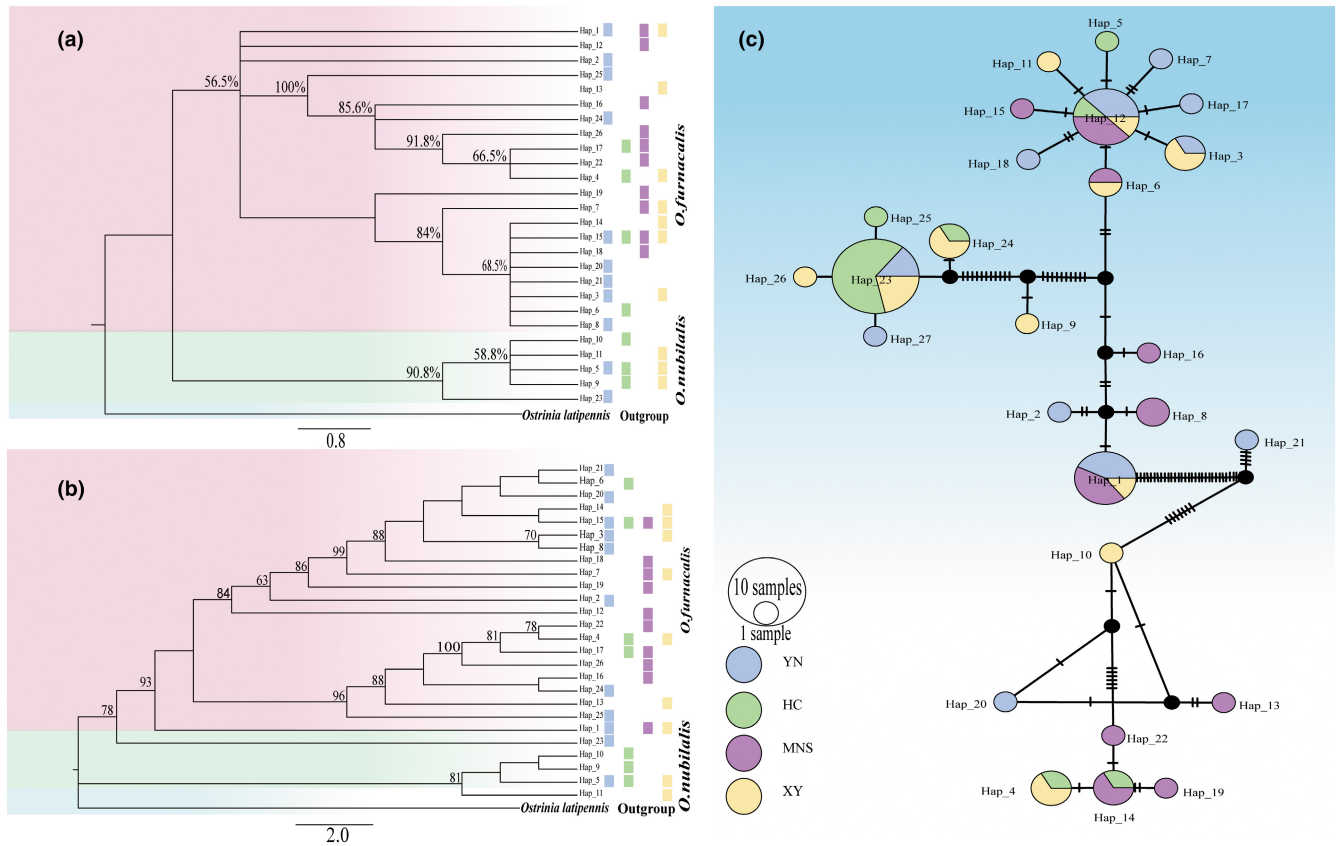 (a)
Hap_1
Hap_12
Hap_2
Hap_25
Hap_13
Hap_16
Hap_24
Hap_26
Hap_17
Hap_22
Hap_4
Hap_19
Hap_7
Hap_14
Hap_15
Hap_18
Hap_20
Hap_21
Hap_3
Hap_6
Hap_8
Hap_10
Hap_11
Hap_5
Hap_9
Hap_23
Ostrinia latipennis Outgroup
56.5%
100%
85.6%
91.8%
66.5%
84%
68.5%
58.8%
90.8%
O.furnacalis
O.nubilalis
0.8
(b)
Hap_21
Hap_6
Hap_20
Hap_14
Hap_15
Hap_3
Hap_8
Hap_18
Hap_7
Hap_19
Hap_2
Hap_12
Hap_22
Hap_4
Hap_17
Hap_26
Hap_16
Hap_24
Hap_13
Hap_25
Hap_1
Hap_23
Hap_10
Hap_9
Hap_5
Hap_11
Ostrinia latipennis Outgroup
70
88
99
86
63
84
78
81
100
88
96
93
78
81
O.furnacalis
O.nubilalis
2.0
(c)
Hap_5
Hap_11
Hap_7
Hap_15
Hap_12
Hap_17
Hap_18
Hap_3
Hap_6
Hap_25
Hap_24
Hap_26
Hap_23
Hap_9
Hap_27
Hap_16
Hap_2
Hap_8
Hap_21
Hap_1
Hap_10
Hap_20
Hap_13
Hap_22
Hap_4
Hap_19
Hap_14
10 samples
1 sample
YN
HC
MNS
XY